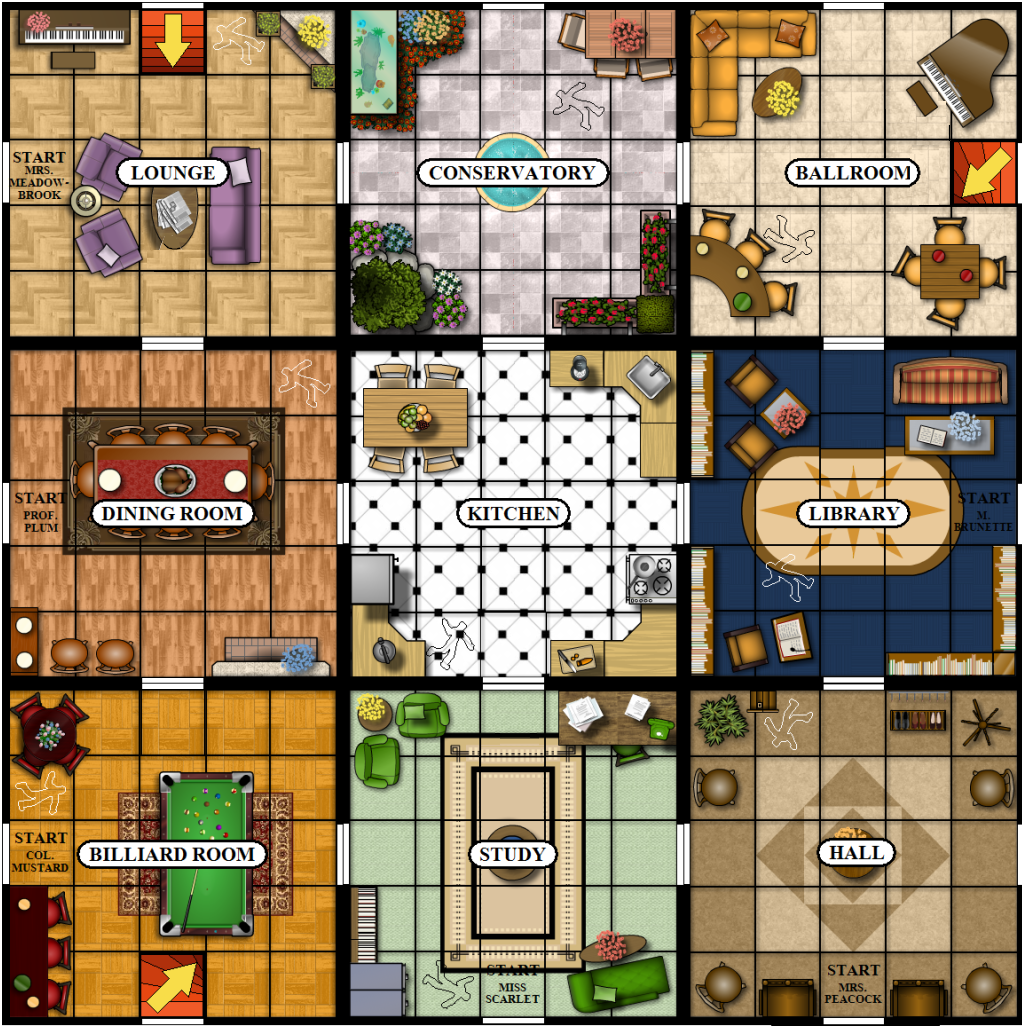 START
MRS.
MEADOW-
BROOK
LOUNGE
CONSERVATORY
BALLROOM
START
PROF.
PLUM
DINING ROOM
KITCHEN
LIBRARY
START
M.
BRUNETTE
START
COL.
MUSTARD
BILLIARD ROOM
STUDY
HALL
START
MISS
SCARLET
START
MRS.
PEACOCK